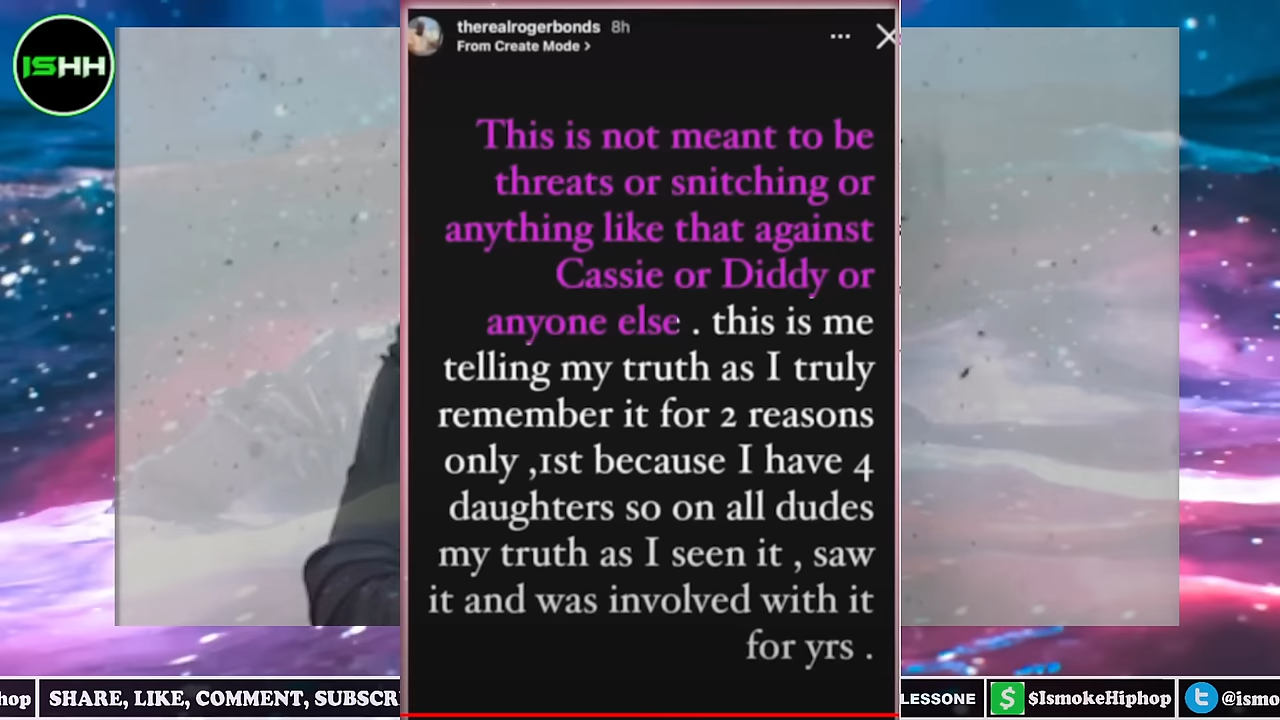 ISHH
therealrogerbonds 8h
From Create Mode >
This is not meant to be
threats or snitching or
anything like that against
Cassie or Diddy or
anyone else . this is me
telling my truth as I truly
remember it for 2 reasons
only ,1st because I have 4
daughters so on all dudes
my truth as I seen it , saw
it and was involved with it
for yrs .
hop SHARE, LIKE, COMMENT, SUBSCR LESSONE $IsmokeHiphop @ismo